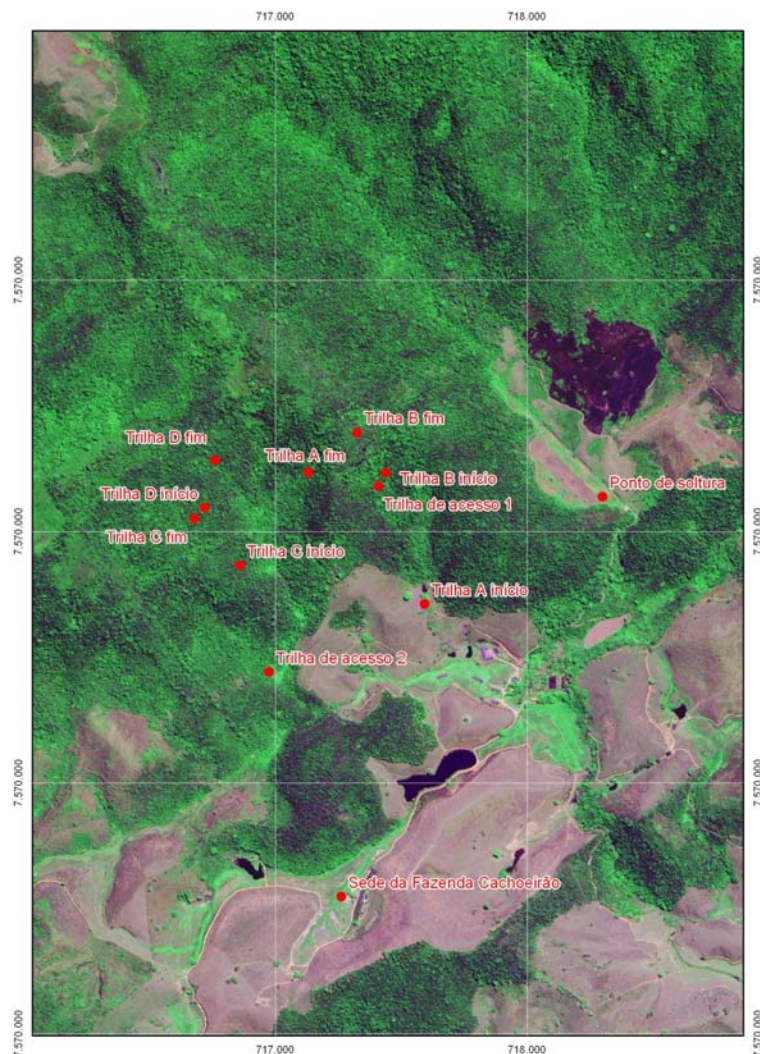 717.000 718.000
7.570.000 7.570.000
Trilha B fim
Trilha D fim
Trilha A fim
Trilha B início
Trilha de acesso 1
Ponto de soltura
Trilha D início
7.570.000 7.570.000
Trilha C fim
Trilha C início
Trilha A início
Trilha de acesso 2
7.570.000 7.570.000
Sede da Fazenda Cachoeirão
7.570.000 7.570.000
717.000 718.000